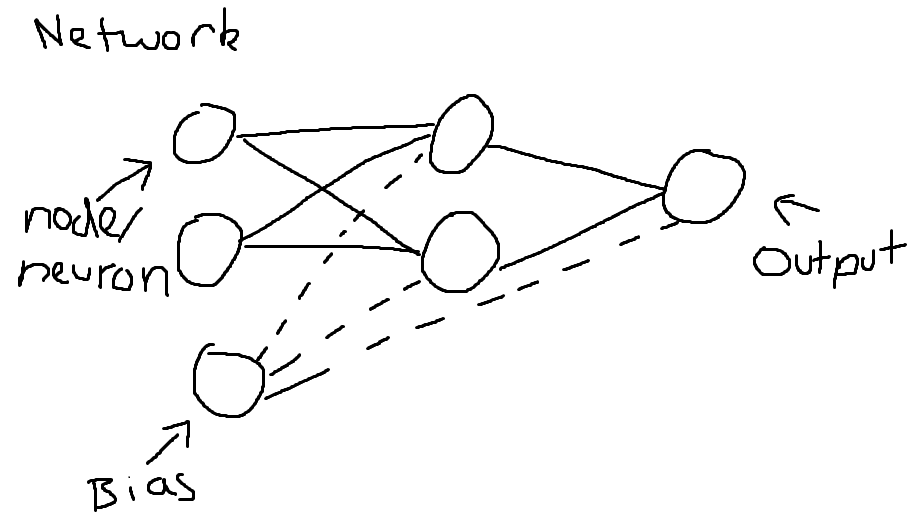 Network
node/
neuron
Output
Bias